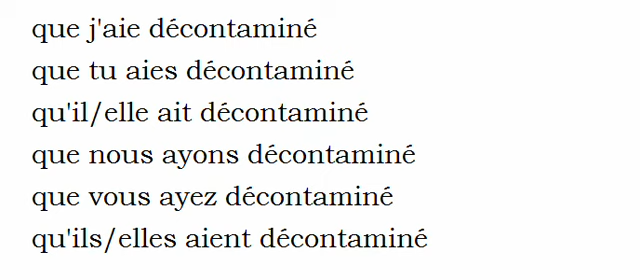 que j'aie décontaminé
que tu aies décontaminé
qu'il/elle ait décontaminé
que nous ayons décontaminé
que vous ayez décontaminé
qu'ils/elles aient décontaminé